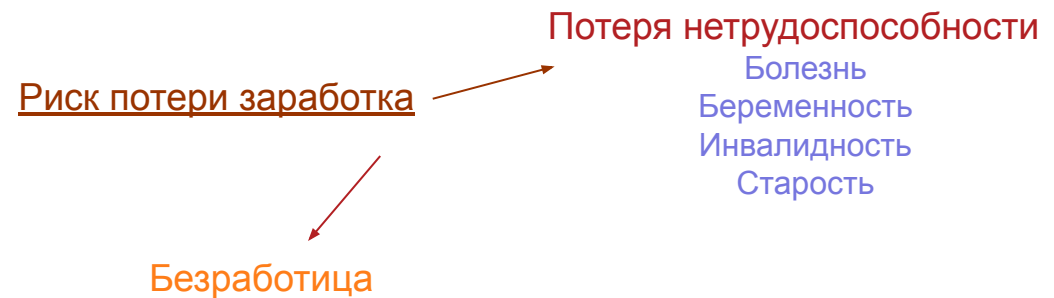 Потеря нетрудоспособности
Болезнь
Риск потери заработка
Беременность
Инвалидность
Старость
Безработица